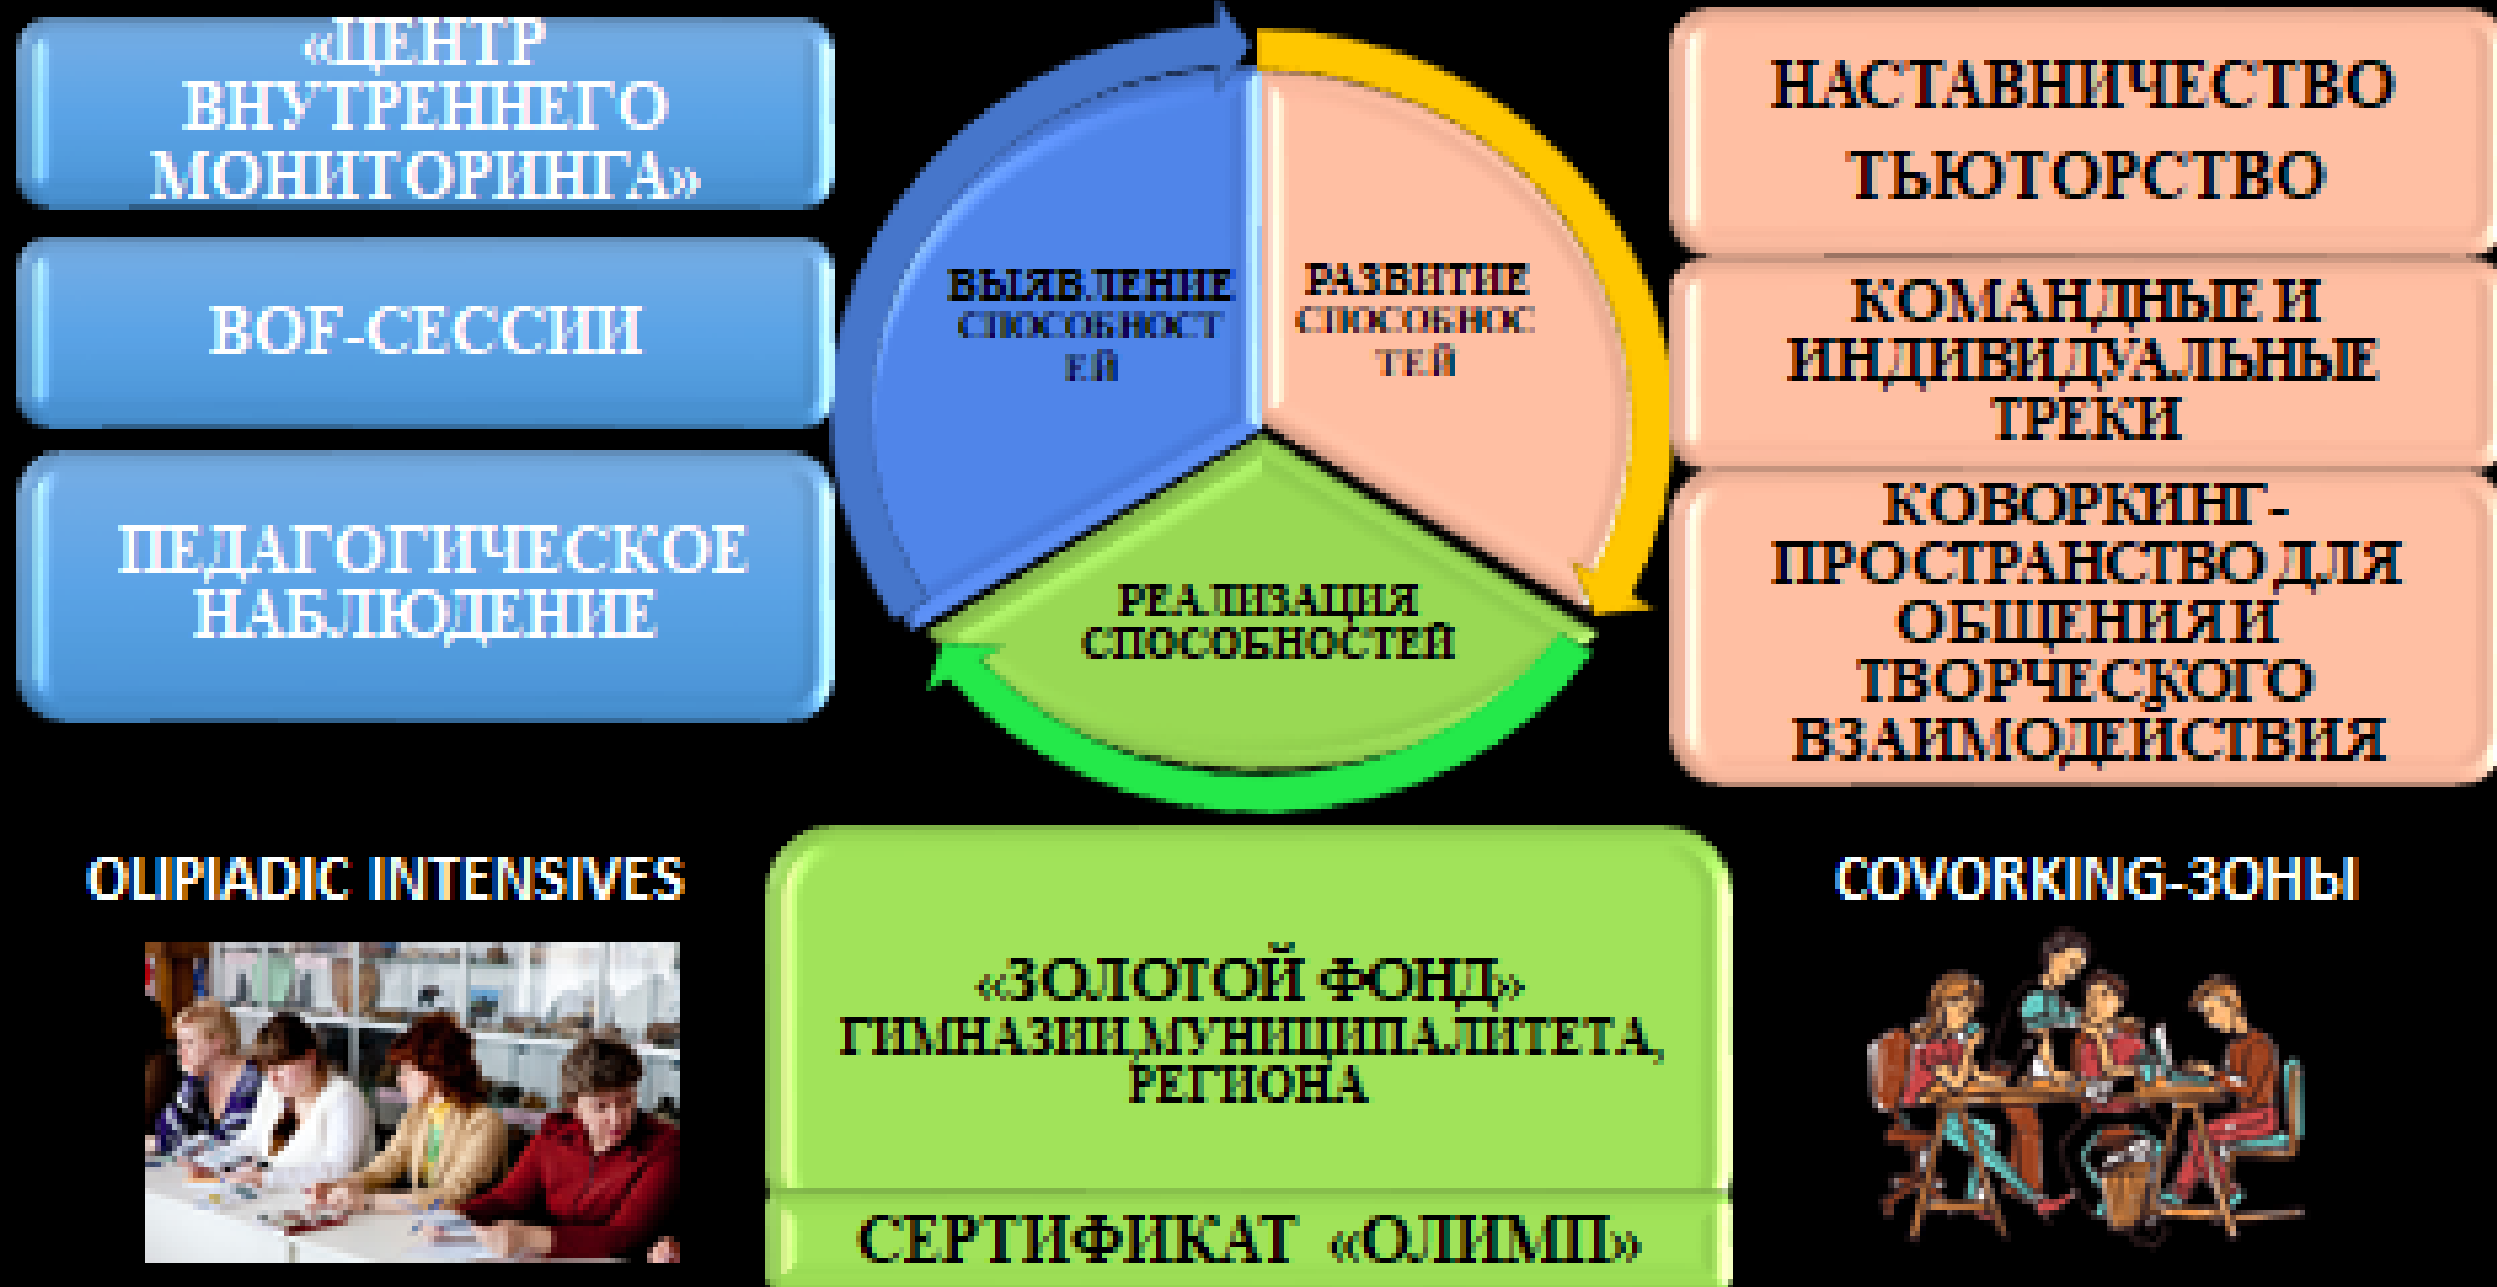 «ЦЕНТР
ВНУТРЕННЕГО
МОНИТОРИНГА»
BOF-СЕССИИ
ПЕДАГОГИЧЕСКОЕ
НАБЛЮДЕНИЕ
ВЫЯВЛЕНИЕ
СПОСОБНОСТ
ЕЙ
РАЗВИТИЕ
СПОСОБНОС
ТЕЙ
РЕАЛИЗАЦИЯ
СПОСОБНОСТЕЙ
НАСТАВНИЧЕСТВО
ТЬЮТОРСТВО
КОМАНДНЫЕ И
ИНДИВИДУАЛЬНЫЕ
ТРЕКИ
КОВОРКИНГ-
ПРОСТРАНСТВО ДЛЯ
ОБЩЕНИЯ И
ТВОРЧЕСКОГО
ВЗАИМОДЕЙСТВИЯ
OLIPIADIC INTENSIVES
«ЗОЛОТОЙ ФОНД»
ГИМНАЗИИ,МУНИЦИПАЛИТЕТА,
РЕГИОНА
СЕРТИФИКАТ «ОЛИМП»
COVORKING-ЗОНЫ